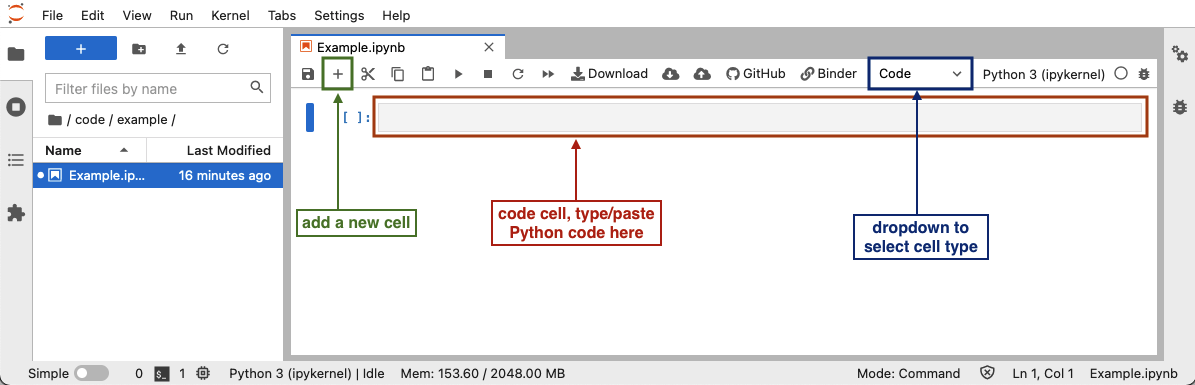 File Edit View Run Kernel Tabs Settings Help
+
Filter files by name
/ code / example /
Name Last Modified
Example.ip... 16 minutes ago
Example.ipynb
Download GitHub Binder Code Python 3 (ipykernel)
[ ]:
add a new cell
code cell, type/paste
Python code here
dropdown to
select cell type
Simple 0 $_ 1 Python 3 (ipykernel) | Idle Mem: 153.60 / 2048.00 MB Mode: Command Ln 1, Col 1 Example.ipynb